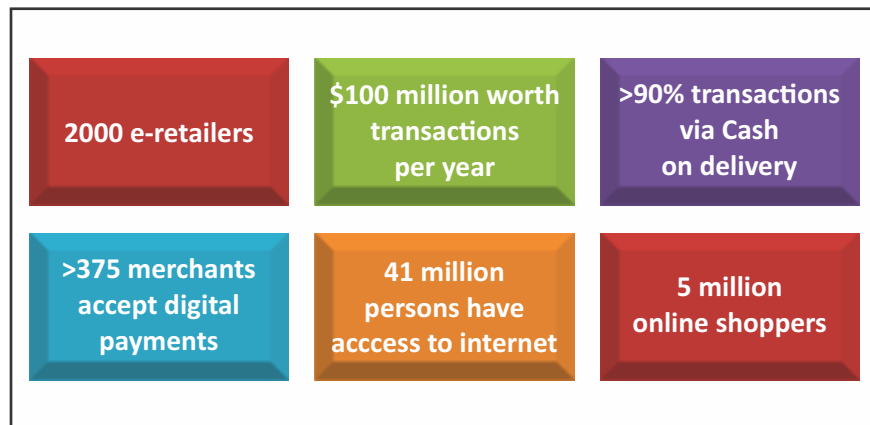 2000 e-retailers
$100 million worth
transactions
per year
>90% transactions
via Cash
on delivery
>375 merchants
accept digital
payments
41 million
persons have
acccess to internet
5 million
online shoppers